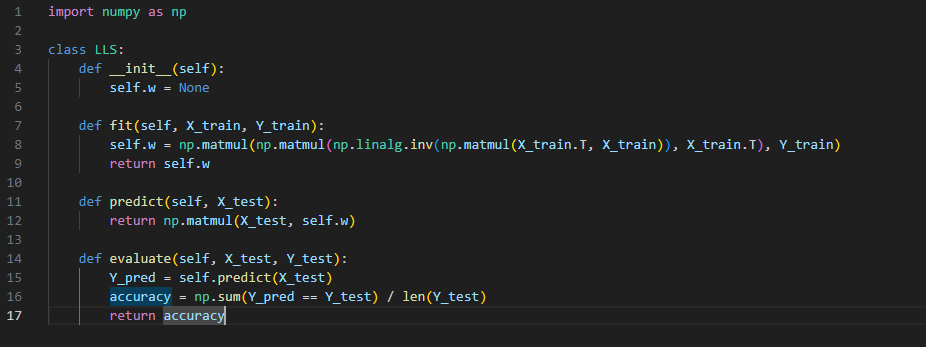 1 import numpy as np
2
3 class LLS:
4     def __init__(self):
5         self.w = None
6
7     def fit(self, X_train, Y_train):
8         self.w = np.matmul(np.matmul(np.linalg.inv(np.matmul(X_train.T, X_train)), X_train.T), Y_train)
9         return self.w
10
11     def predict(self, X_test):
12         return np.matmul(X_test, self.w)
13
14     def evaluate(self, X_test, Y_test):
15         Y_pred = self.predict(X_test)
16         accuracy = np.sum(Y_pred == Y_test) / len(Y_test)
17         return accuracy